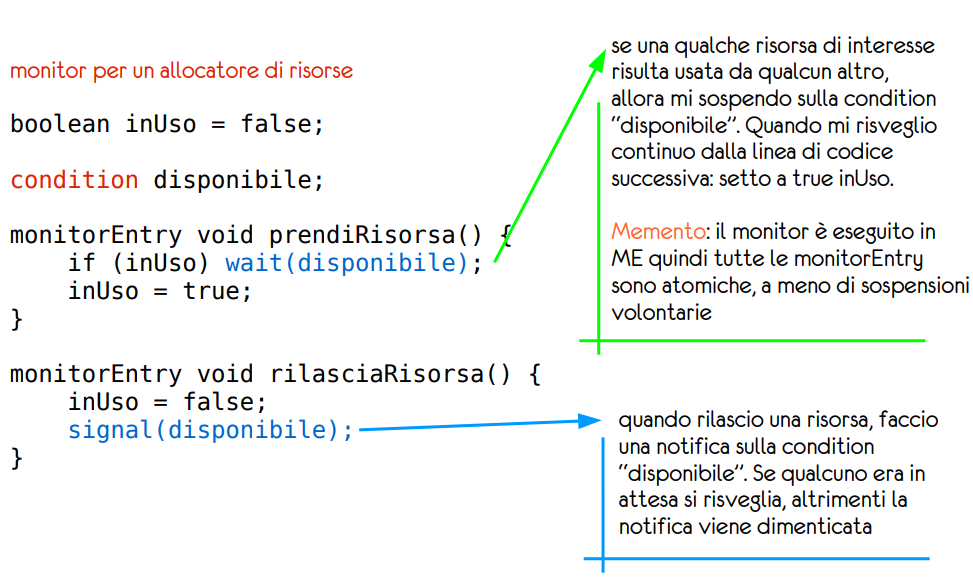 monitor per un allocatore di risorse
boolean inUso = false;
condition disponibile;
monitorEntry void prendiRisorsa() {
if (inUso) wait(disponibile);
inUso = true;
}
monitorEntry void rilasciaRisorsa() {
inUso = false;
signal(disponibile);
}
se una qualche risorsa di interesse
risulta usata da qualcun altro,
allora mi sospendo sulla condition
"disponibile". Quando mi risveglio
continuo dalla linea di codice
successiva: setto a true inUso.
Memento: il monitor è eseguito in
ME quindi tutte le monitorEntry
sono atomiche, a meno di sospensioni
volontarie
quando rilascio una risorsa, faccio
una notifica sulla condition
"disponibile". Se qualcuno era in
attesa si risveglia, altrimenti la
notifica viene dimenticata